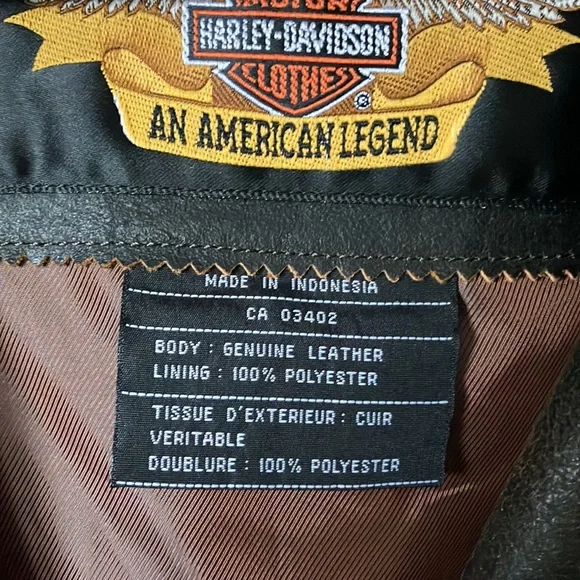 MOTOR
HARLEY-DAVIDSON
CLOTHES
®
AN AMERICAN LEGEND
MADE IN INDONESIA
CA 03402
BODY : GENUINE LEATHER
LINING : 100% POLYESTER
TISSUE D'EXTERIEUR : CUIR
VERITABLE
DOUBLURE : 100% POLYESTER